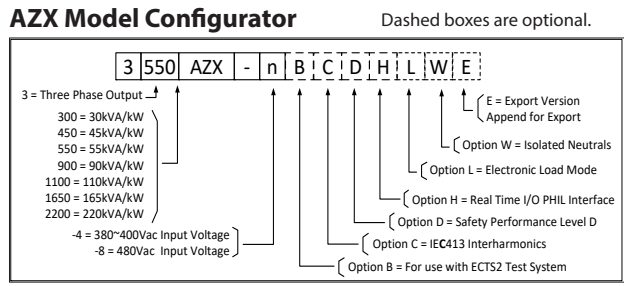 AZX Model Configurator
Dashed boxes are optional.
3 550 AZX - n B C D H L W E
3 = Three Phase Output
300 = 30kVA/kW
450 = 45kVA/kW
550 = 55kVA/kW
900 = 90kVA/kW
1100 = 110kVA/kW
1650 = 165kVA/kW
2200 = 220kVA/kW
-4 = 380~400Vac Input Voltage
-8 = 480Vac Input Voltage
E = Export Version
Append for Export
Option W = Isolated Neutrals
Option L = Electronic Load Mode
Option H = Real Time I/O PHIL Interface
Option D = Safety Performance Level D
Option C = IEC413 Interharmonics
Option B = For use with ECTS2 Test System